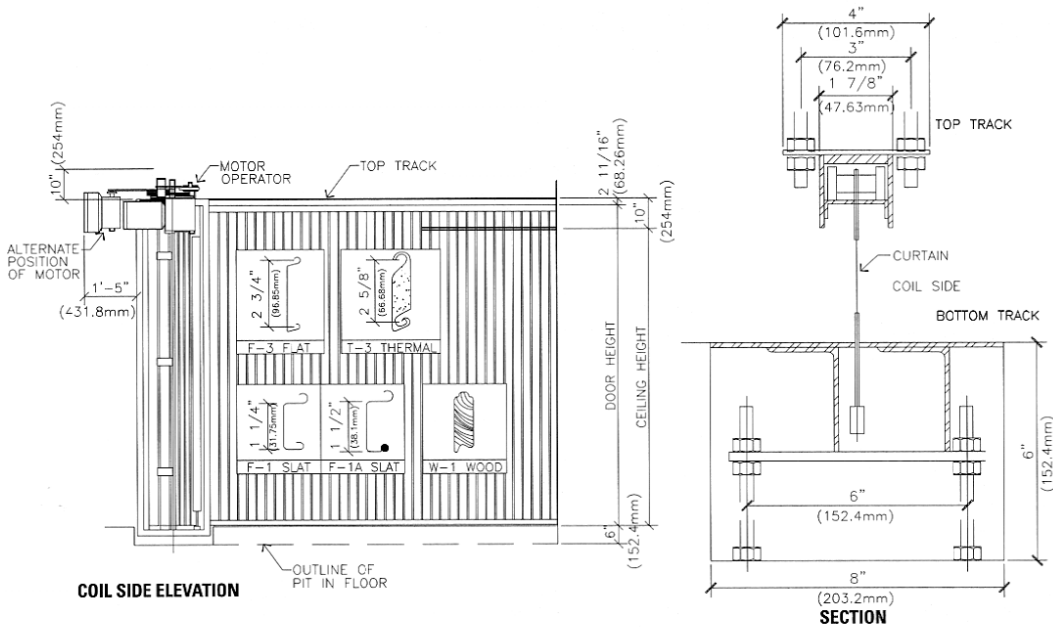 10"
(254mm)
MOTOR
OPERATOR
TOP TRACK
2 11/16"
(68.26mm)
10"
(254mm)
ALTERNATE
POSITION
OF MOTOR
1'-5"
(431.8mm)
2 3/4"
(96.85mm)
F-3 FLAT
2 5/8"
(66.68mm)
T-3 THERMAL
1 1/4"
(31.75mm)
F-1 SLAT
1 1/2"
(38.1mm)
F-1A SLAT
W-1 WOOD
DOOR HEIGHT
CEILING HEIGHT
6"
(152.4mm)
OUTLINE OF
PIT IN FLOOR
COIL SIDE ELEVATION
4"
(101.6mm)
3"
(76.2mm)
1 7/8"
(47.63mm)
TOP TRACK
CURTAIN
COIL SIDE
BOTTOM TRACK
6"
(152.4mm)
6"
(152.4mm)
8"
(203.2mm)
SECTION